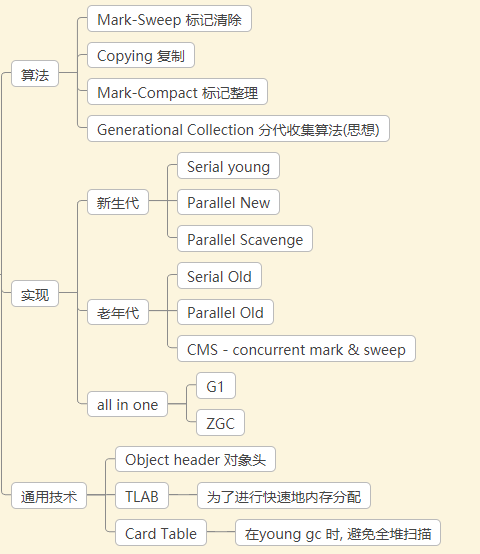 算法
Mark-Sweep 标记清除
Copying 复制
Mark-Compact 标记整理
Generational Collection 分代收集算法(思想)
实现
新生代
Serial young
Parallel New
Parallel Scavenge
老年代
Serial Old
Parallel Old
CMS - concurrent mark & sweep
all in one
G1
ZGC
通用技术
Object header 对象头
TLAB
为了进行快速地内存分配
Card Table
在young gc 时, 避免全堆扫描